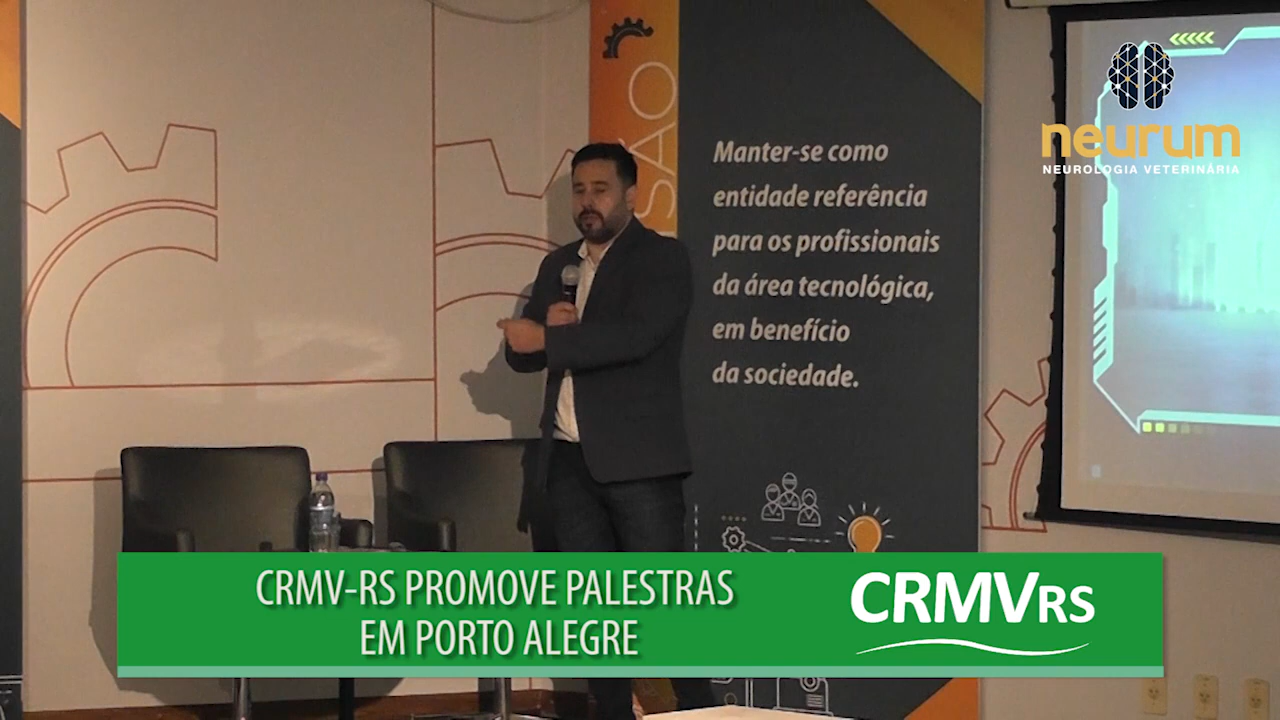 neurum
NEUROLOGIA VETERINÁRIA
SÃO
Manter-se como
entidade referência
para os profissionais
da área tecnológica,
em benefício
da sociedade.
CRMV-RS PROMOVE PALESTRAS
EM PORTO ALEGRE
CRMVRS